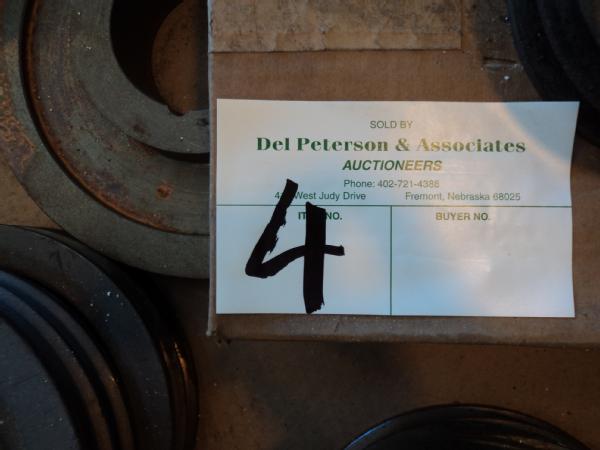 SOLD BY
Del Peterson & Associates
AUCTIONEERS
Phone: 402-721-4388
West Judy Drive Fremont, Nebraska 68025
NO. BUYER NO.
4